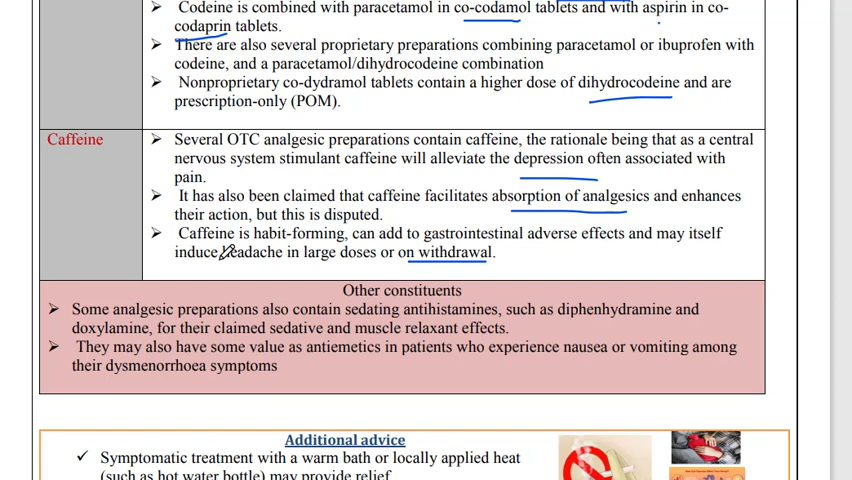 Codeine is combined with paracetamol in co-codamol tablets and with aspirin in co-
codaprin tablets.
➢ There are also several proprietary preparations combining paracetamol or ibuprofen with
codeine, and a paracetamol/dihydrocodeine combination
➢ Nonproprietary co-dydramol tablets contain a higher dose of dihydrocodeine and are
prescription-only (POM).
Caffeine
➢ Several OTC analgesic preparations contain caffeine, the rationale being that as a central
nervous system stimulant caffeine will alleviate the depression often associated with
pain.
➢ It has also been claimed that caffeine facilitates absorption of analgesics and enhances
their action, but this is disputed.
➢ Caffeine is habit-forming, can add to gastrointestinal adverse effects and may itself
induce headache in large doses or on withdrawal.
Other constituents
➢ Some analgesic preparations also contain sedating antihistamines, such as diphenhydramine and
doxylamine, for their claimed sedative and muscle relaxant effects.
➢ They may also have some value as antiemetics in patients who experience nausea or vomiting among
their dysmenorrhoea symptoms
Additional advice
✓ Symptomatic treatment with a warm bath or locally applied heat
(such as hot water bottle) may provide relief